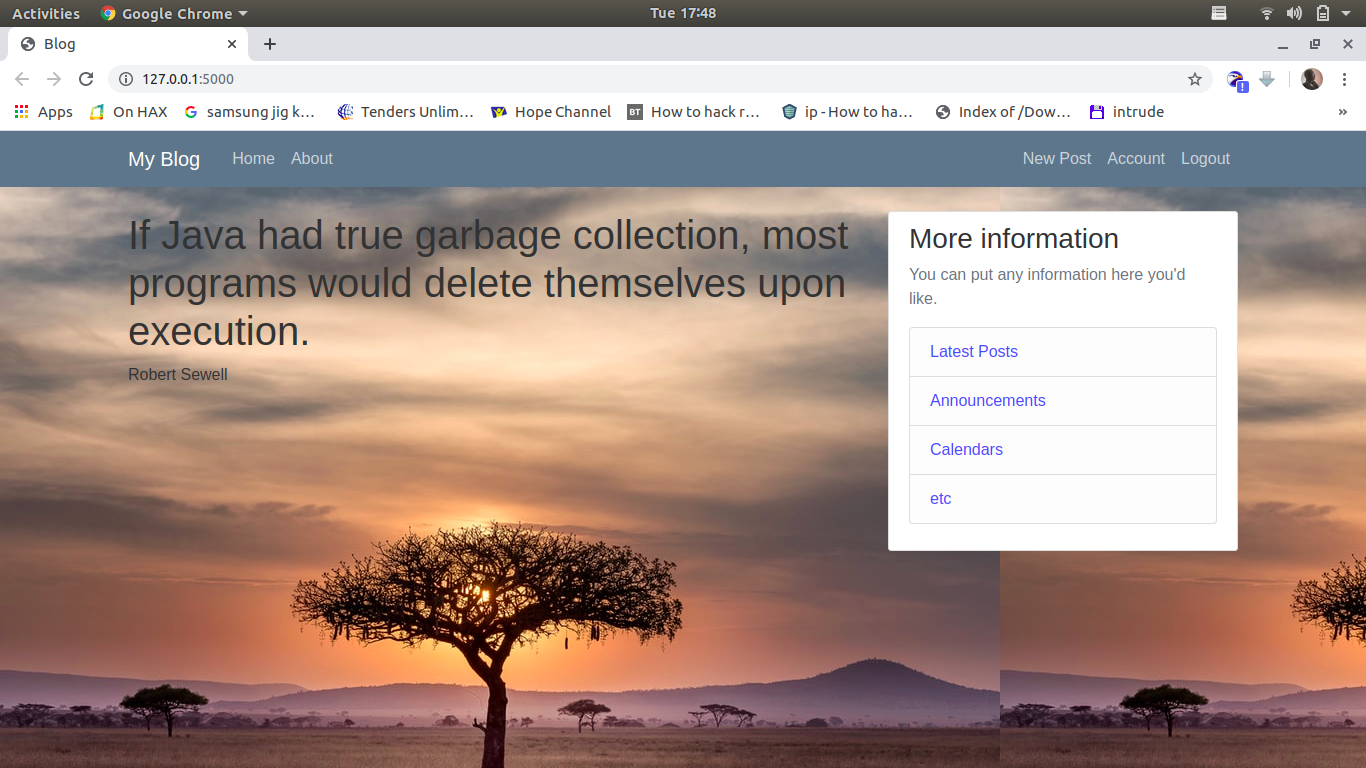 Activities Google Chrome Tue 17:48
Blog
127.0.0.1:5000
Apps On HAX samsung jig k... Tenders Unlim... Hope Channel BT How to hack r... ip - How to ha... Index of /Dow... intrude »
My Blog Home About New Post Account Logout
If Java had true garbage collection, most
programs would delete themselves upon
execution.
Robert Sewell
More information
You can put any information here you'd
like.
Latest Posts
Announcements
Calendars
etc